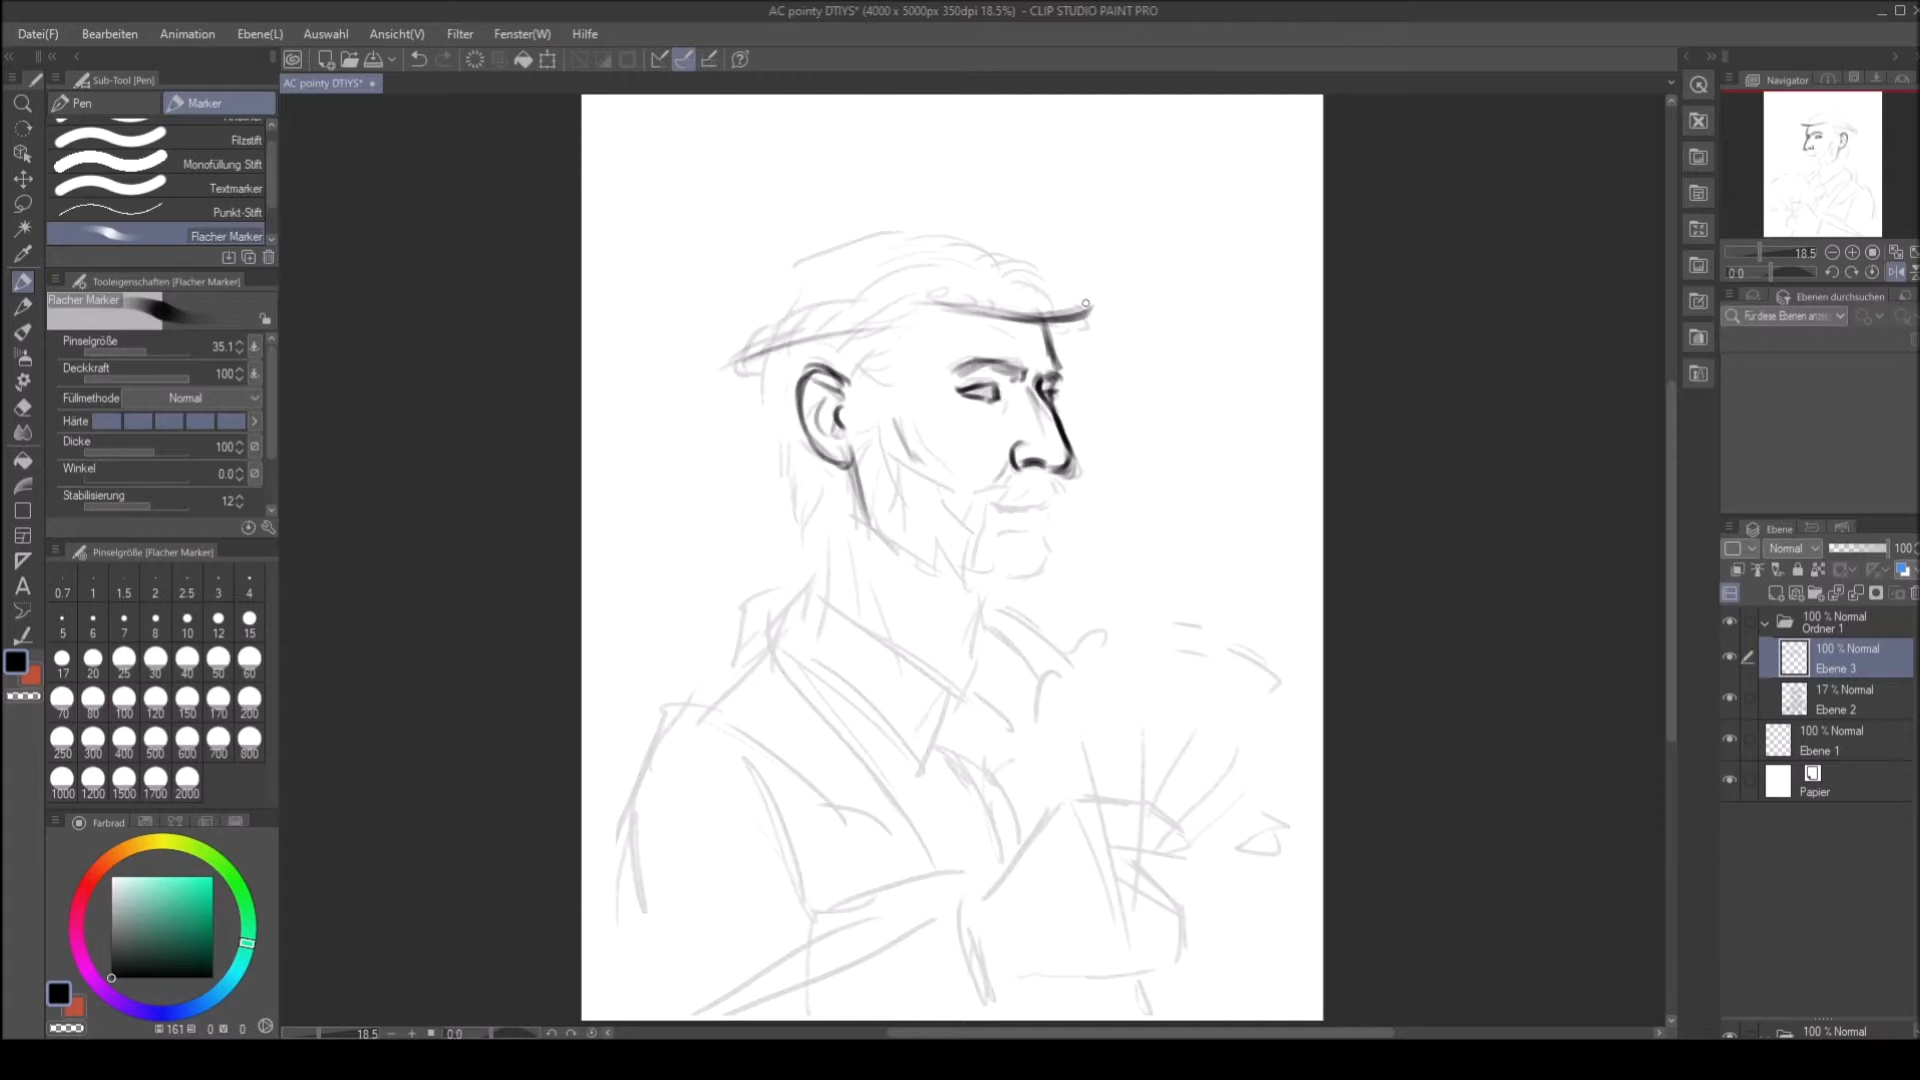 AC pointy DTIYS* (4000 x 5000px 350dpi 18.5%) - CLIP STUDIO PAINT PRO
Datei(F) Bearbeiten Animation Ebene(L) Auswahl Ansicht(V) Filter Fenster(W) Hilfe
Sub-Tool [Pen]
AC pointy DTIYS*
Navigator
Pen Marker
Filzstift
Monofüllung Stift
Textmarker
Punkt-Stift
Flacher Marker
18.5
0.0
Tooleigenschaften [Flacher Marker]
Flacher Marker
Ebenen durchsuchen
Für diese Ebenen anzei
Pinselgröße 35.1
Deckkraft 100
Füllmethode Normal
Härte
Dicke 100
Winkel 0.0
Stabilisierung 12
Ebene
Normal 100
Pinselgröße [Flacher Marker]
0.7 1 1.5 2 2.5 3 4
5 6 7 8 10 12 15
17 20 25 30 40 50 60
70 80 100 120 150 170 200
250 300 400 500 600 700 800
1000 1200 1500 1700 2000
100 % Normal
Ordner 1
100 % Normal
Ebene 3
17 % Normal
Ebene 2
100 % Normal
Ebene 1
Papier
Farbrad
161 0 0
18.5 0.0
100 % Normal